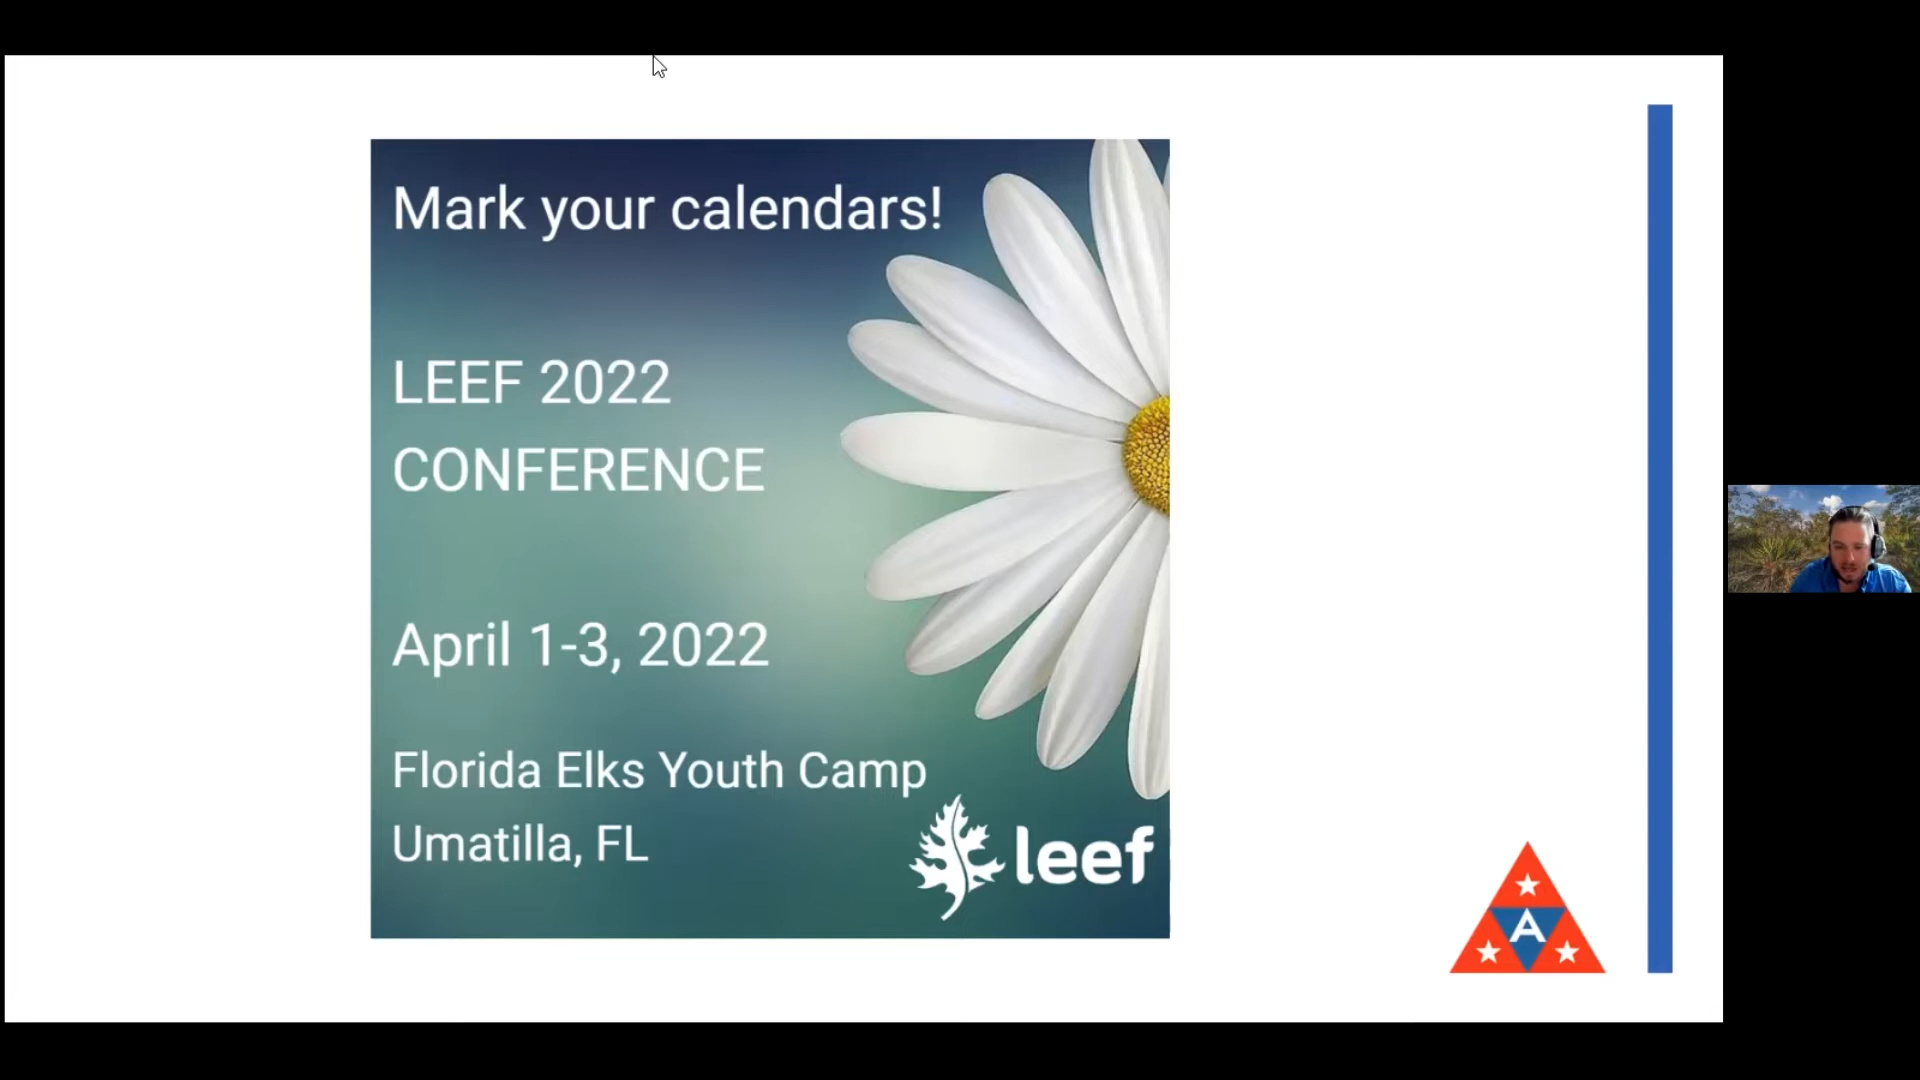 Mark your calendars!
LEEF 2022
CONFERENCE
April 1-3, 2022
Florida Elks Youth Camp
Umatilla, FL
leef
A